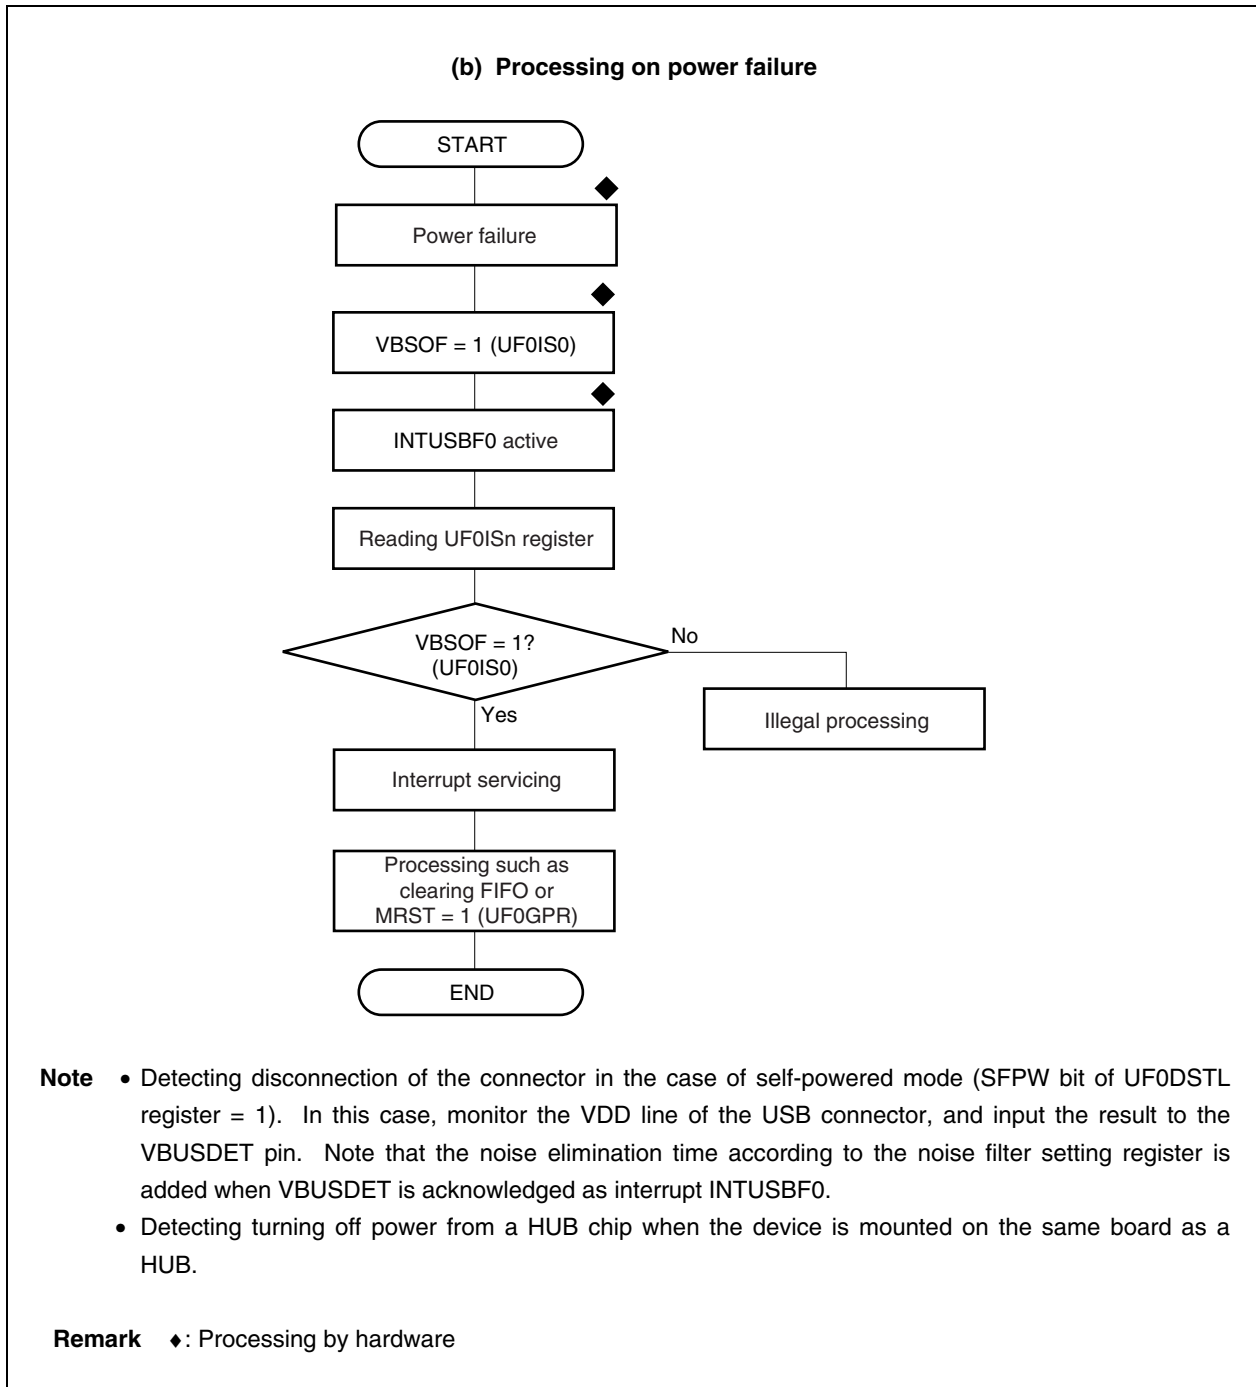 (b) Processing on power failure
START
◆
Power failure
◆
VBSOF = 1 (UF0IS0)
◆
INTUSBF0 active
Reading UF0ISn register
VBSOF = 1?
(UF0IS0)
No
Yes
Illegal processing
Interrupt servicing
Processing such as
clearing FIFO or
MRST = 1 (UF0GPR)
END
Note • Detecting disconnection of the connector in the case of self-powered mode (SFPW bit of UF0DSTL
register = 1). In this case, monitor the VDD line of the USB connector, and input the result to the
VBUSDET pin. Note that the noise elimination time according to the noise filter setting register is
added when VBUSDET is acknowledged as interrupt INTUSBF0.
• Detecting turning off power from a HUB chip when the device is mounted on the same board as a
HUB.
Remark ♦: Processing by hardware